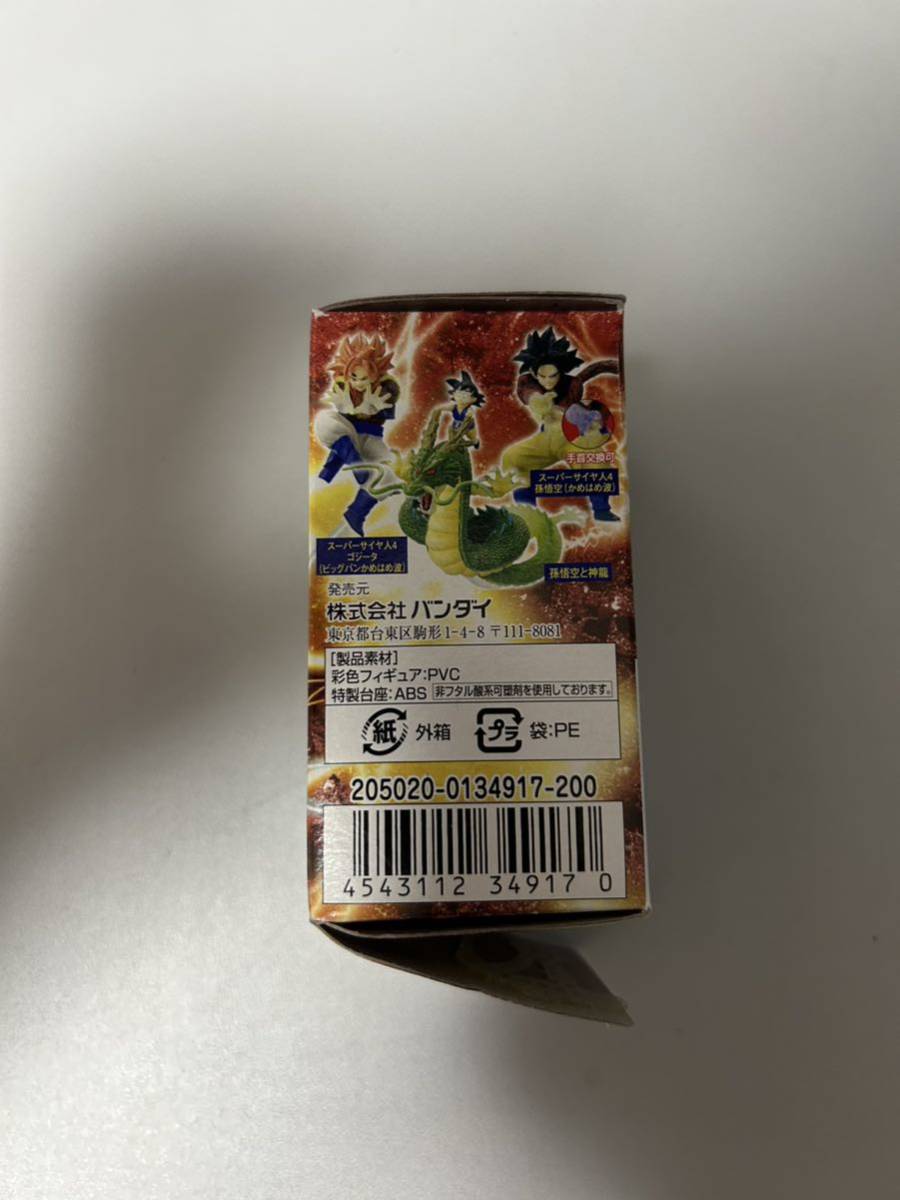 手首交換可
スーパーサイヤ人4
孫悟空(かめはめ波)
スーパーサイヤ人4
ゴジータ
(ビッグバンかめはめ波)
孫悟空と神龍
発売元
株式会社 バンダイ
東京都台東区駒形1-4-8 〒111-8081
[製品素材]
彩色フィギュア:PVC
特製台座:ABS 非フタル酸系可塑剤を使用しております。
紙 外箱 プラ 袋:PE
205020-0134917-200
4543112 349170